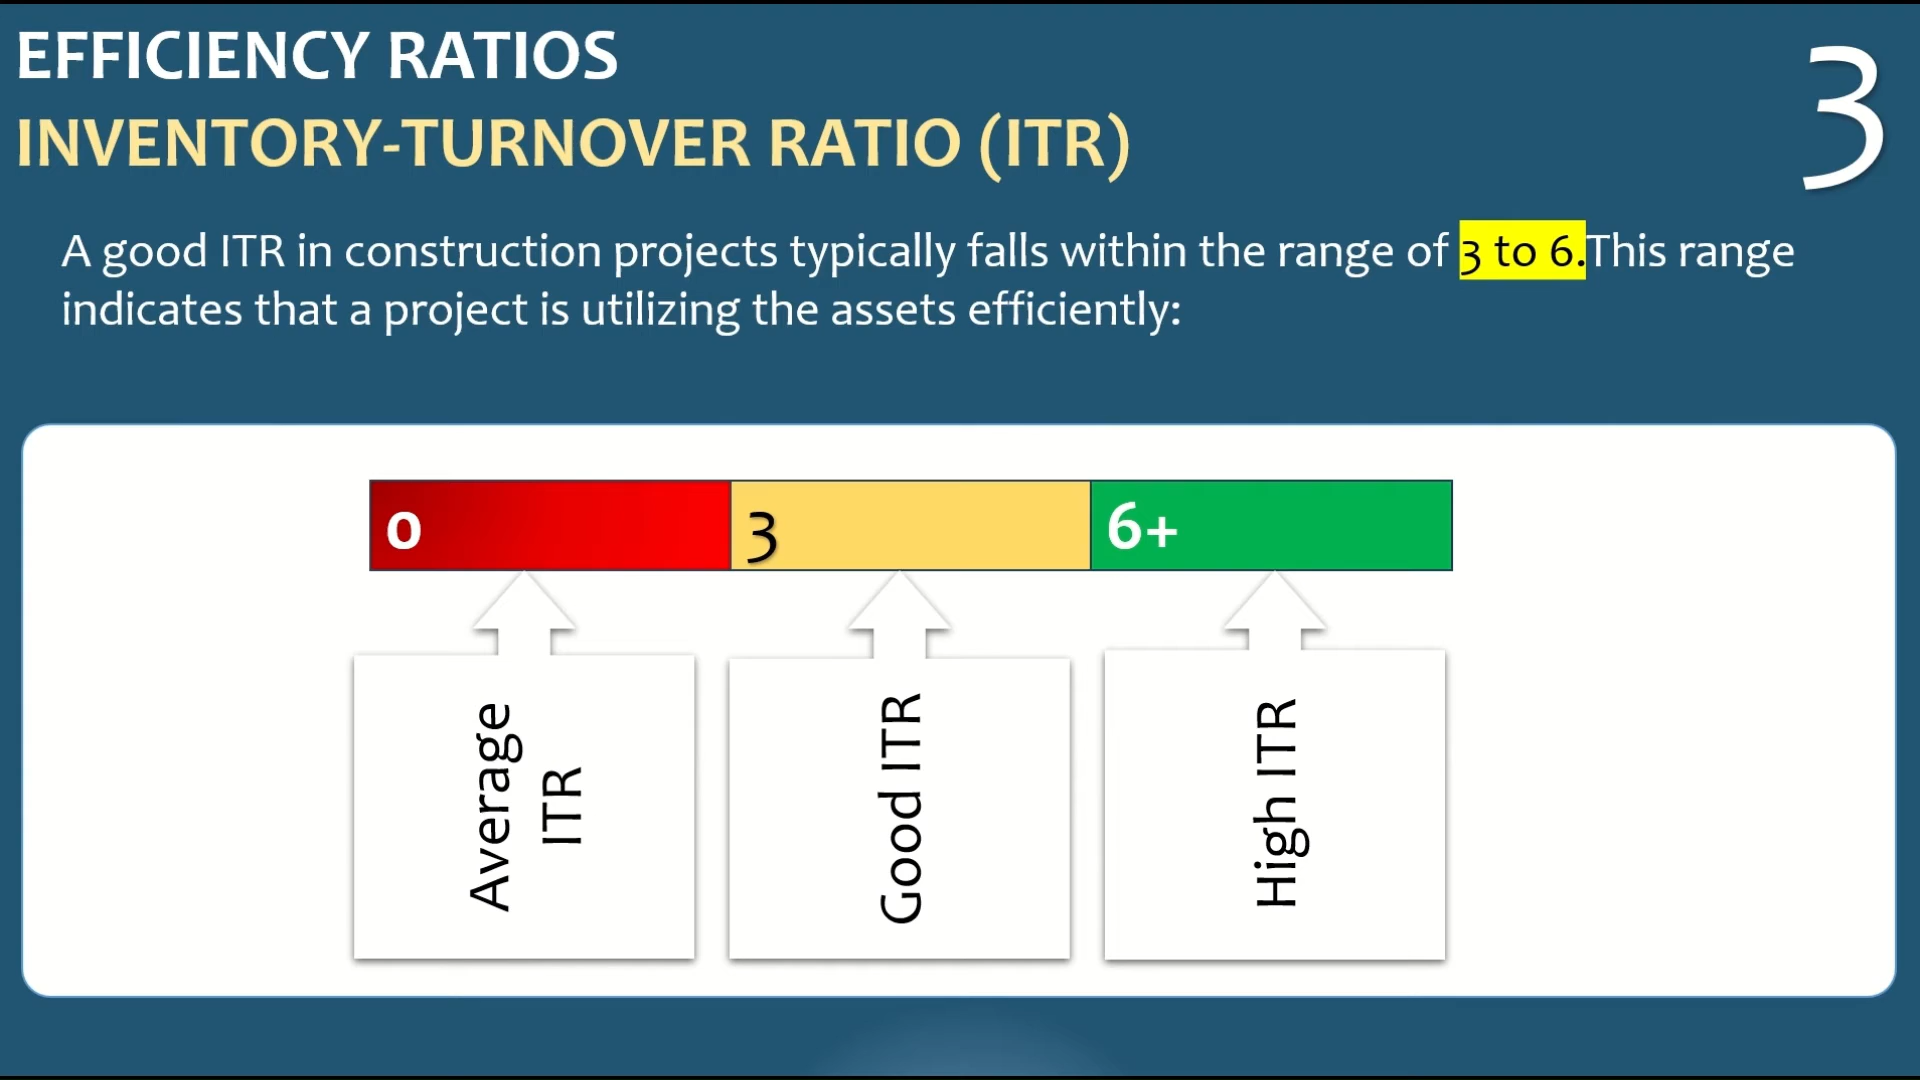 EFFICIENCY RATIOS
INVENTORY-TURNOVER RATIO (ITR)
3
A good ITR in construction projects typically falls within the range of 3 to 6.This range
indicates that a project is utilizing the assets efficiently:
0
3
6+
Average
ITR
Good ITR
High ITR